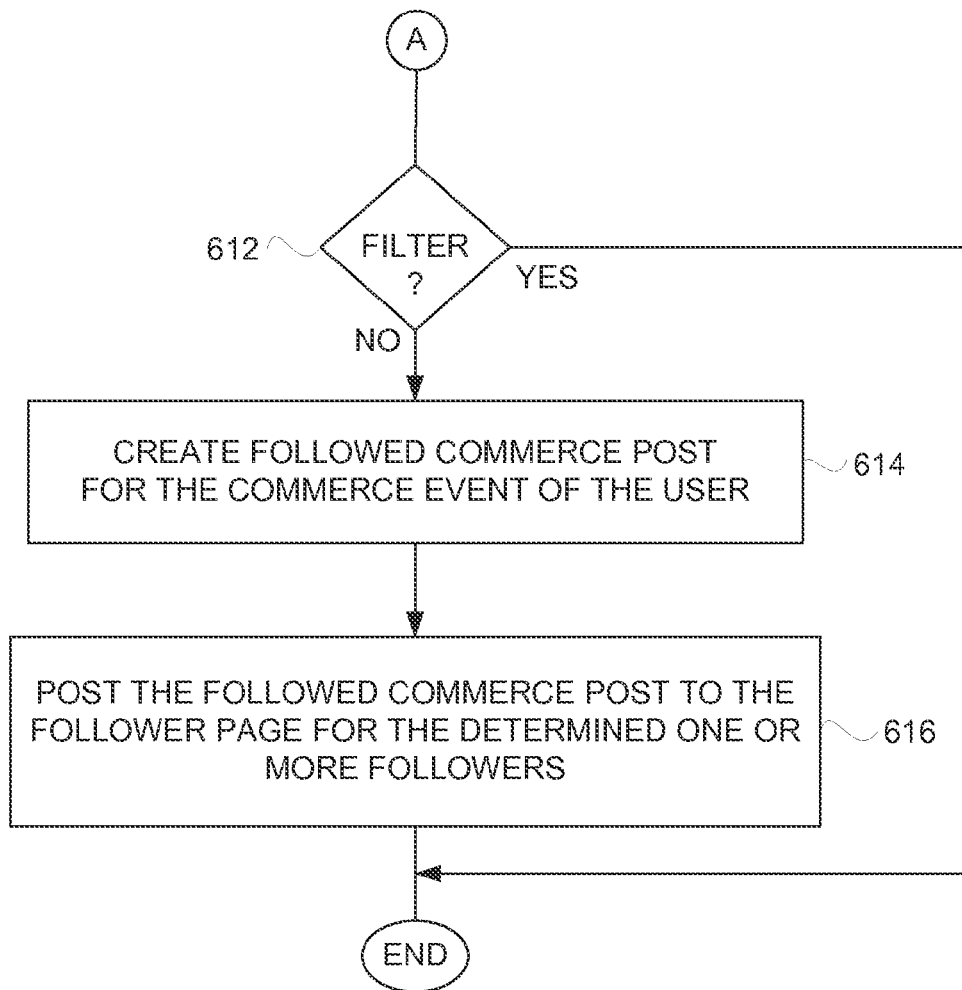 A
612
FILTER
?
YES
NO
CREATE FOLLOWED COMMERCE POST
FOR THE COMMERCE EVENT OF THE USER
614
POST THE FOLLOWED COMMERCE POST TO THE
FOLLOWER PAGE FOR THE DETERMINED ONE OR
MORE FOLLOWERS
616
END